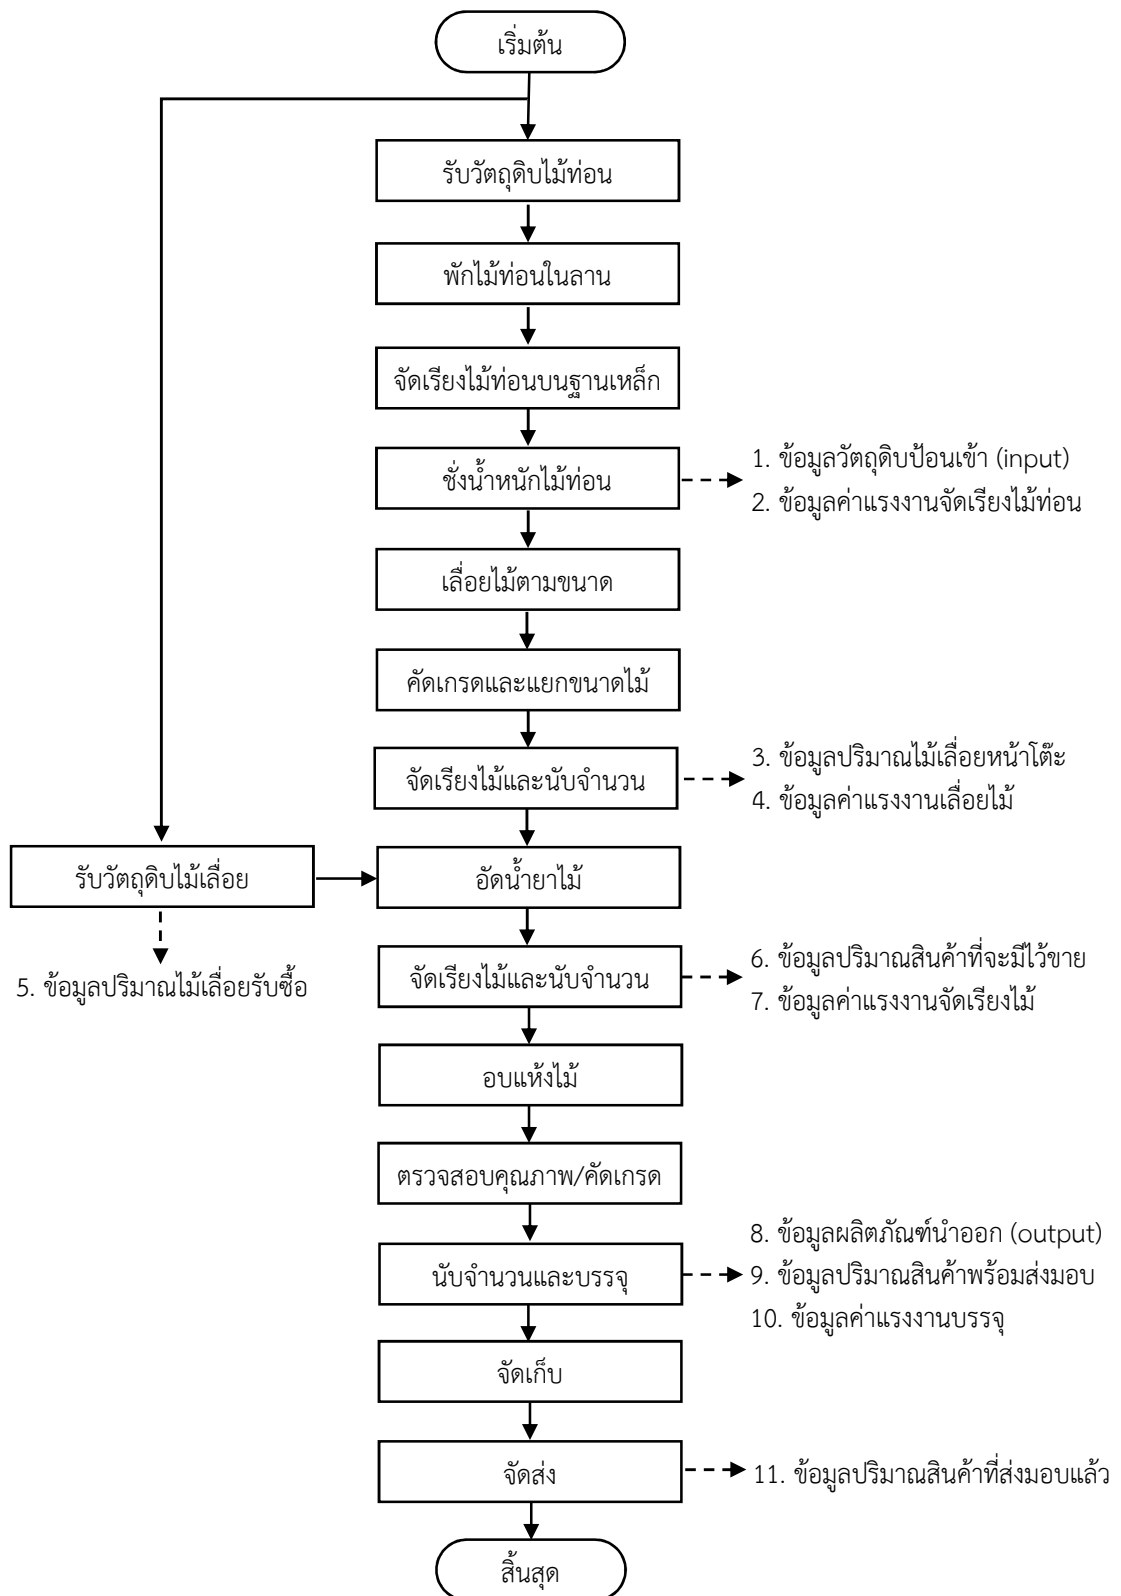 เริ่มต้น
รับวัตถุดิบไม้ท่อน
พักไม้ท่อนในลาน
จัดเรียงไม้ท่อนบนฐานเหล็ก
ชั่งน้ำหนักไม้ท่อน
1. ข้อมูลวัตถุดิบป้อนเข้า (input)
2. ข้อมูลค่าแรงงานจัดเรียงไม้ท่อน
เลื่อยไม้ตามขนาด
คัดเกรดและแยกขนาดไม้
จัดเรียงไม้และนับจำนวน
3. ข้อมูลปริมาณไม้เลื่อยหน้าโต๊ะ
4. ข้อมูลค่าแรงงานเลื่อยไม้
รับวัตถุดิบไม้เลื่อย
อัดน้ำยาไม้
5. ข้อมูลปริมาณไม้เลื่อยรับซื้อ
จัดเรียงไม้และนับจำนวน
6. ข้อมูลปริมาณสินค้าที่จะมีไว้ขาย
7. ข้อมูลค่าแรงงานจัดเรียงไม้
อบแห้งไม้
ตรวจสอบคุณภาพ/คัดเกรด
นับจำนวนและบรรจุ
8. ข้อมูลผลิตภัณฑ์นำออก (output)
9. ข้อมูลปริมาณสินค้าพร้อมส่งมอบ
10. ข้อมูลค่าแรงงานบรรจุ
จัดเก็บ
จัดส่ง
11. ข้อมูลปริมาณสินค้าที่ส่งมอบแล้ว
สิ้นสุด